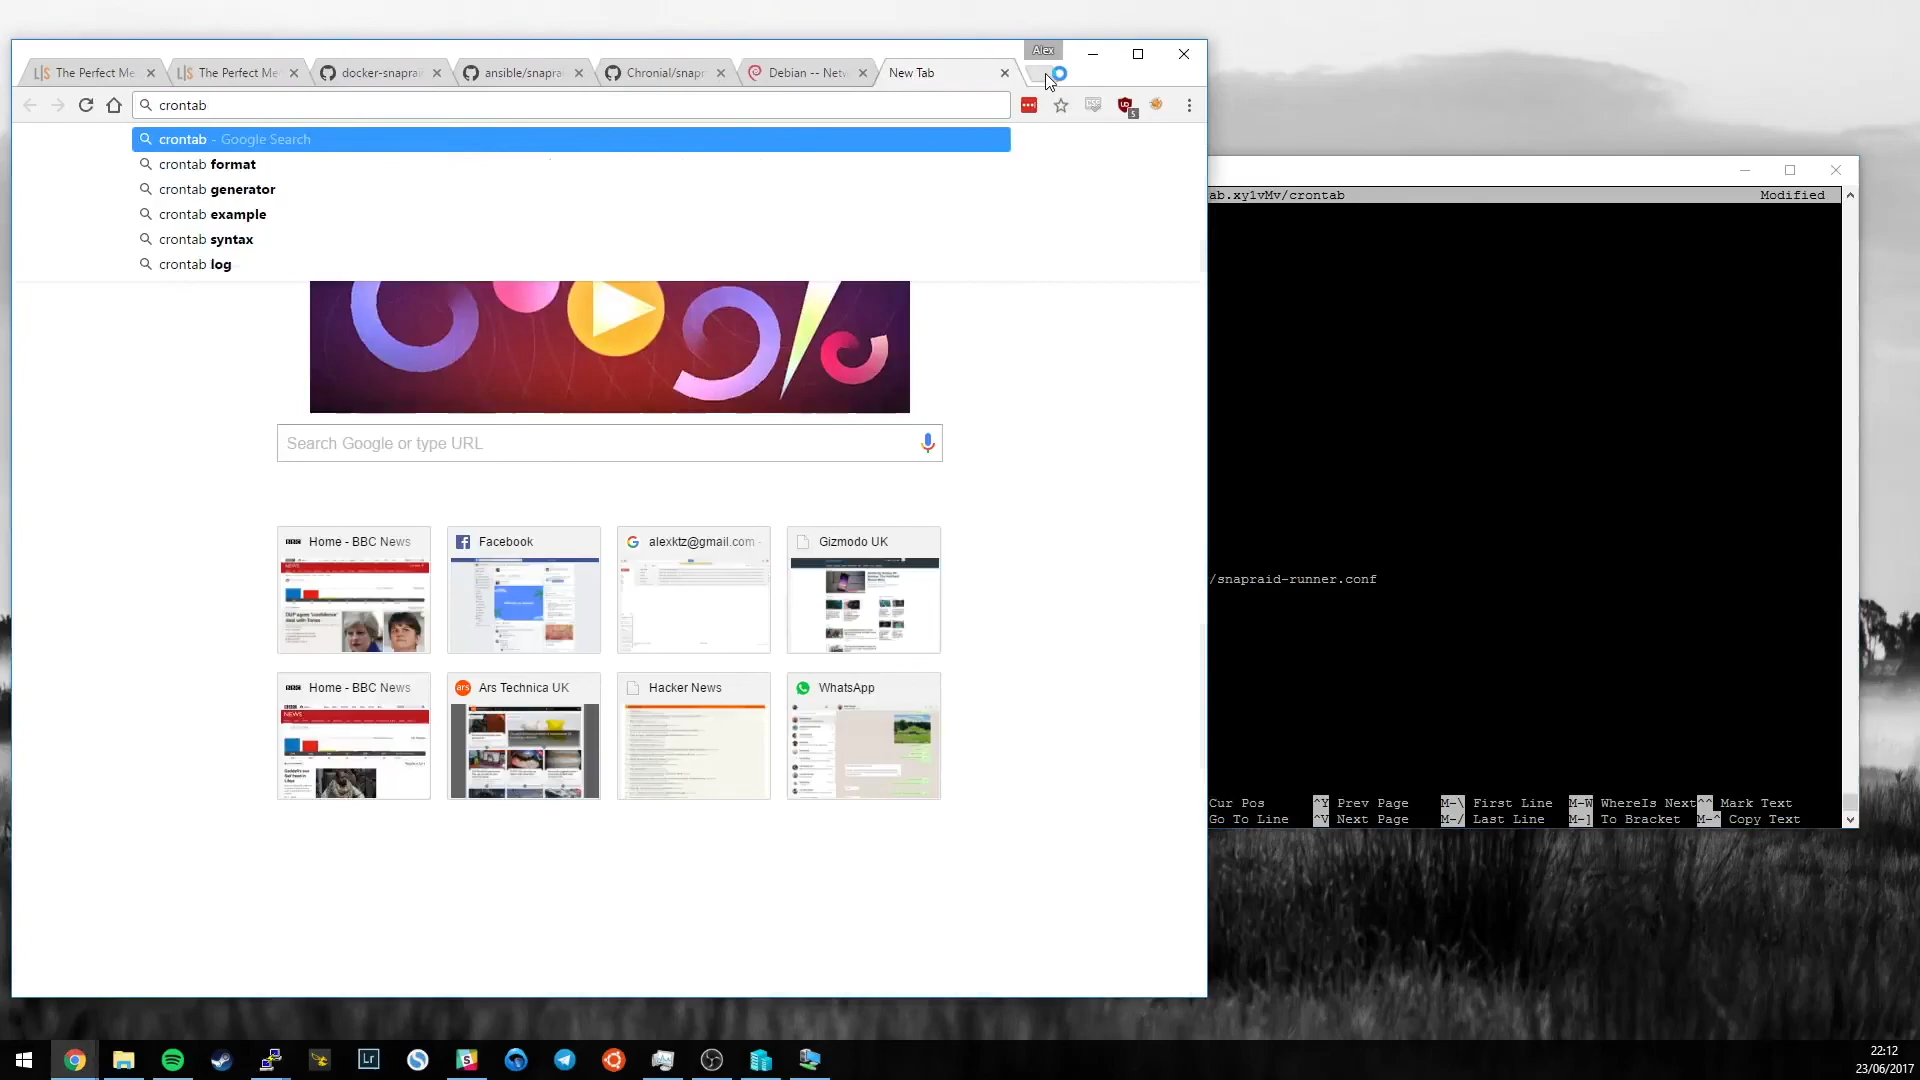 Alex
The Perfect Me
The Perfect Me
docker-snaprai
ansible/snaprai
Chronial/snapr
Debian -- Netw
New Tab
crontab
5
crontab - Google Search
crontab format
crontab generator
crontab example
crontab syntax
crontab log
Search Google or type URL
Home - BBC News
Facebook
alexktz@gmail.com -
Gizmodo UK
Home - BBC News
Ars Technica UK
Hacker News
WhatsApp
ab.xy1vMv/crontab Modified
/snapraid-runner.conf
Cur Pos ^Y Prev Page M-\ First Line M-W WhereIs Next ^^ Mark Text
Go To Line ^V Next Page M-/ Last Line M-] To Bracket M-^ Copy Text
22:12
23/06/2017